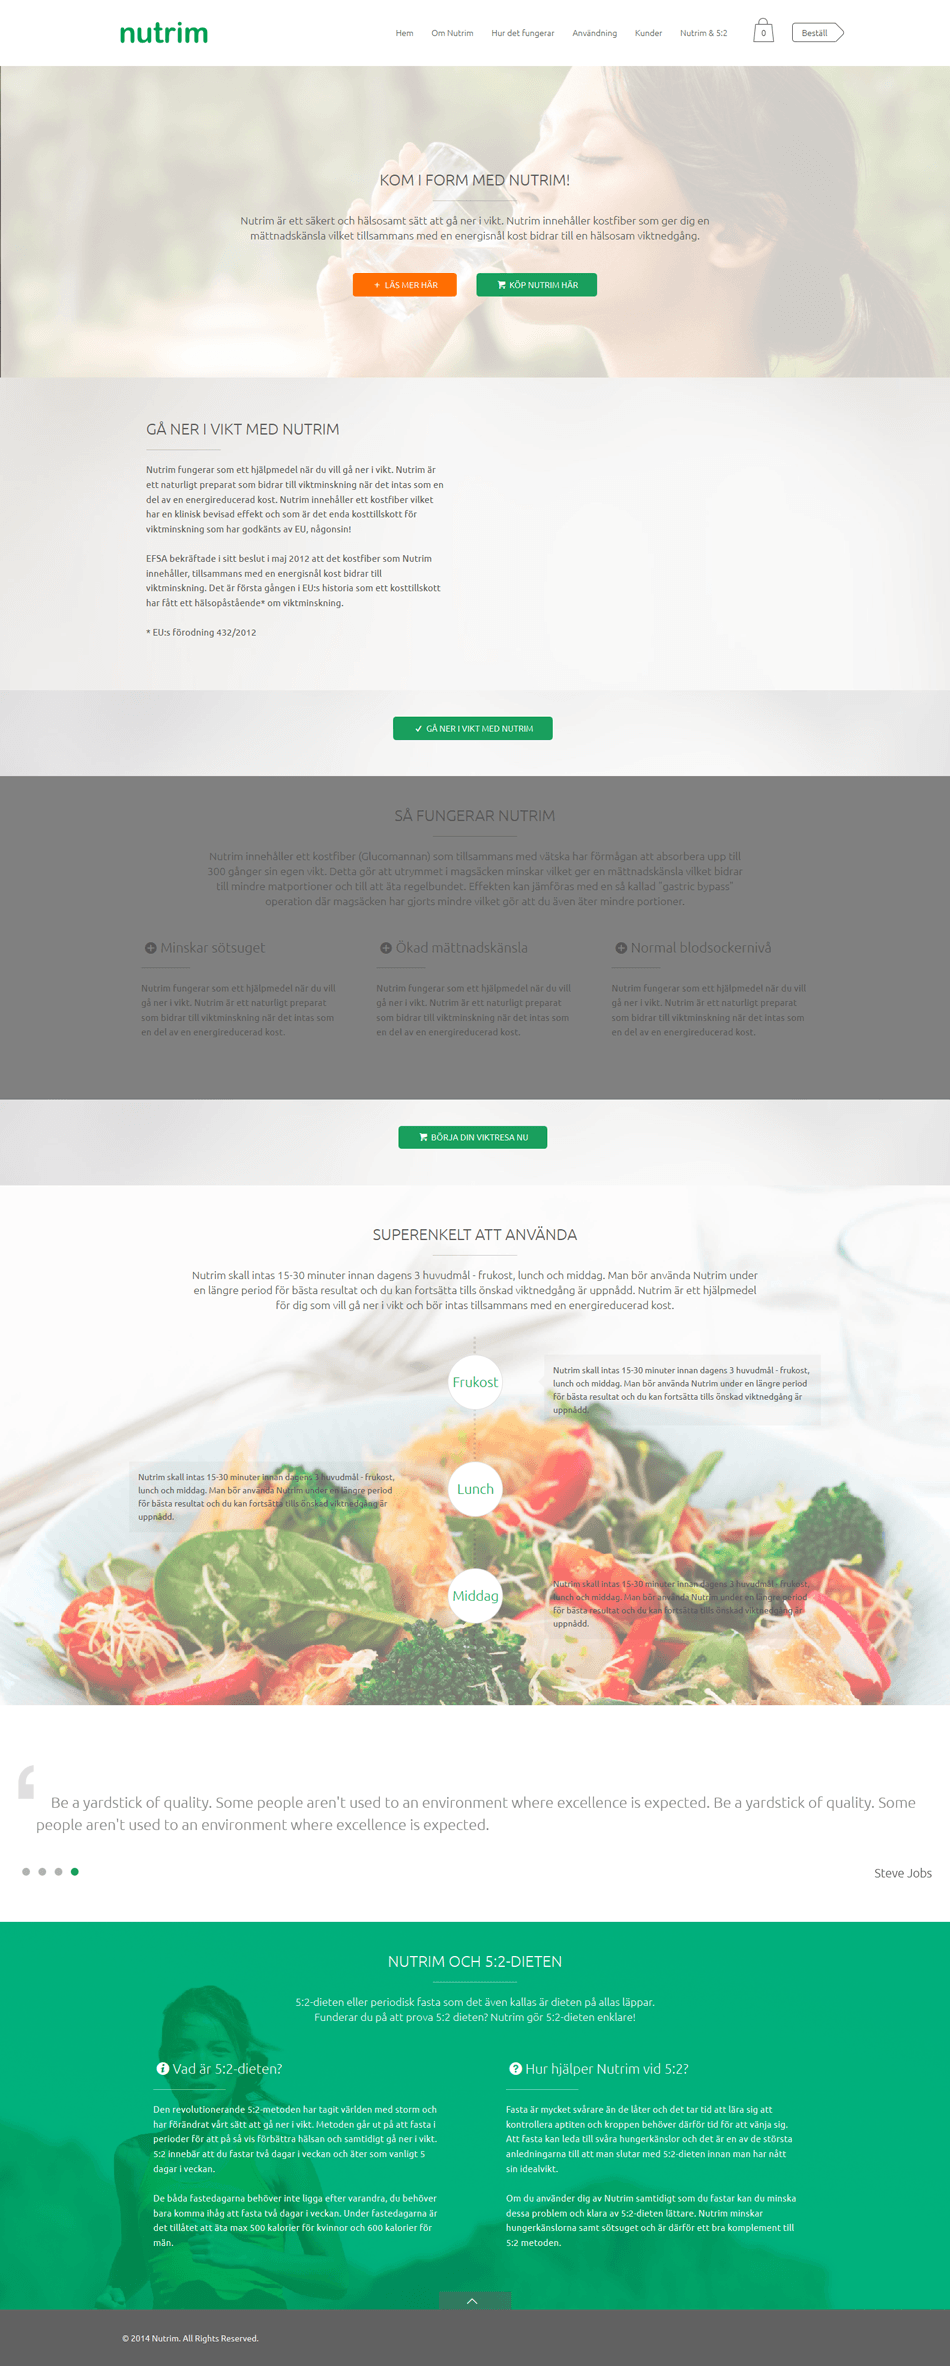 nutrim
Hem Om Nutrim Hur det fungerar Användning Kunder Nutrim & 5:2 0 Beställ
KOM I FORM MED NUTRIM!
Nutrim är ett säkert och hälsosamt sätt att gå ner i vikt. Nutrim innehåller kostfiber som ger dig en
mättnadskänsla vilket tillsammans med en energisnål kost bidrar till en hälsosam viktnedgång.
LÄS MER HÄR KÖP NUTRIM HÄR
GÅ NER I VIKT MED NUTRIM
Nutrim fungerar som ett hjälpmedel när du vill gå ner i vikt. Nutrim är
ett naturligt preparat som bidrar till viktminskning när det intas som en
del av en energireducerad kost. Nutrim innehåller ett kostfiber vilket
har en klinisk bevisad effekt och som är det enda kosttillskott för
viktminskning som har godkänts av EU, någonsin!
EFSA bekräftade i sitt beslut i maj 2012 att det kostfiber som Nutrim
innehåller, tillsammans med en energisnål kost bidrar till
viktminskning. Det är första gången i EU:s historia som ett kosttillskott
har fått ett hälsopåstående* om viktminskning.
* EU:s förodning 432/2012
GÅ NER I VIKT MED NUTRIM
SÅ FUNGERAR NUTRIM
Nutrim innehåller ett kostfiber (Glucomannan) som tillsammans med vätska har förmågan att absorbera upp till
300 gånger sin egen vikt. Detta gör att utrymmet i magsäcken minskar vilket ger en mättnadskänsla vilket bidrar
till mindre matportioner och till att äta regelbundet. Effekten kan jämföras med en så kallad "gastric bypass"
operation där magsäcken har gjorts mindre vilket gör att du även äter mindre portioner.
Minskar sötsuget
Nutrim fungerar som ett hjälpmedel när du vill
gå ner i vikt. Nutrim är ett naturligt preparat
som bidrar till viktminskning när det intas som
en del av en energireducerad kost.
Ökad mättnadskänsla
Nutrim fungerar som ett hjälpmedel när du vill
gå ner i vikt. Nutrim är ett naturligt preparat
som bidrar till viktminskning när det intas som
en del av en energireducerad kost.
Normal blodsockernivå
Nutrim fungerar som ett hjälpmedel när du vill
gå ner i vikt. Nutrim är ett naturligt preparat
som bidrar till viktminskning när det intas som
en del av en energireducerad kost.
BÖRJA DIN VIKTRESA NU
SUPERENKELT ATT ANVÄNDA
Nutrim skall intas 15-30 minuter innan dagens 3 huvudmål - frukost, lunch och middag. Man bör använda Nutrim under
en längre period för bästa resultat och du kan fortsätta tills önskad viktnedgång är uppnådd. Nutrim är ett hjälpmedel
för dig som vill gå ner i vikt och bör intas tillsammans med en energireducerad kost.
Frukost
Nutrim skall intas 15-30 minuter innan dagens 3 huvudmål - frukost,
lunch och middag. Man bör använda Nutrim under en längre period
för bästa resultat och du kan fortsätta tills önskad viktnedgång är
uppnådd.
Nutrim skall intas 15-30 minuter innan dagens 3 huvudmål - frukost,
lunch och middag. Man bör använda Nutrim under en längre period
för bästa resultat och du kan fortsätta tills önskad viktnedgång är
uppnådd.
Lunch
Middag
Nutrim skall intas 15-30 minuter innan dagens 3 huvudmål - frukost,
lunch och middag. Man bör använda Nutrim under en längre period
för bästa resultat och du kan fortsätta tills önskad viktnedgång är
uppnådd.
Be a yardstick of quality. Some people aren't used to an environment where excellence is expected. Be a yardstick of quality. Some
people aren't used to an environment where excellence is expected.
Steve Jobs
NUTRIM OCH 5:2-DIETEN
5:2-dieten eller periodisk fasta som det även kallas är dieten på allas läppar.
Funderar du på att prova 5:2 dieten? Nutrim gör 5:2-dieten enklare!
Vad är 5:2-dieten?
Den revolutionerande 5:2-metoden har tagit världen med storm och
har förändrat vårt sätt att gå ner i vikt. Metoden går ut på att fasta i
perioder för att på så vis förbättra hälsan och samtidigt gå ner i vikt.
5:2 innebär att du fastar två dagar i veckan och äter som vanligt 5
dagar i veckan.
De båda fastedagarna behöver inte ligga efter varandra, du behöver
bara komma ihåg att fasta två dagar i veckan. Under fastedagarna är
det tillåtet att äta max 500 kalorier för kvinnor och 600 kalorier för
män.
Hur hjälper Nutrim vid 5:2?
Fasta är mycket svårare än de låter och det tar tid att lära sig att
kontrollera aptiten och kroppen behöver därför tid för att vänja sig.
Att fasta kan leda till svåra hungerkänslor och det är en av de största
anledningarna till att man slutar med 5:2-dieten innan man har nått
sin idealvikt.
Om du använder dig av Nutrim samtidigt som du fastar kan du minska
dessa problem och klara av 5:2-dieten lättare. Nutrim minskar
hungerkänslorna samt sötsuget och är därför ett bra komplement till
5:2 metoden.
© 2014 Nutrim. All Rights Reserved.